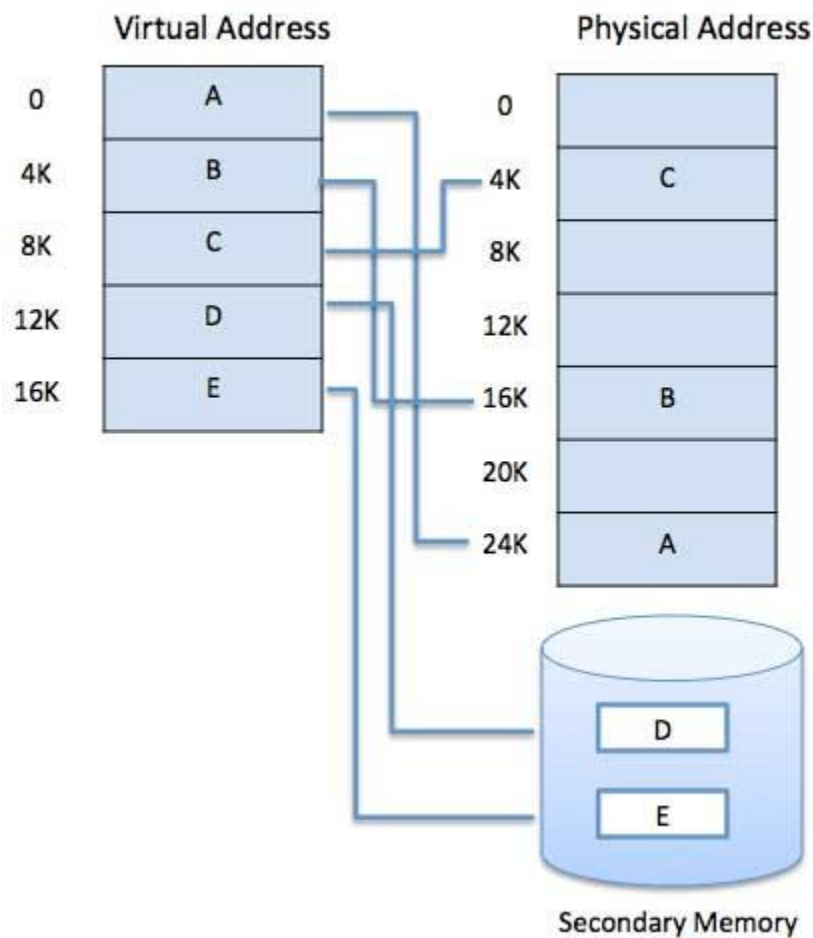 Virtual Address
Physical Address
0
A
4K
B
8K
C
12K
D
16K
E
0
4K
C
8K
12K
16K
B
20K
24K
A
D
E
Secondary Memory